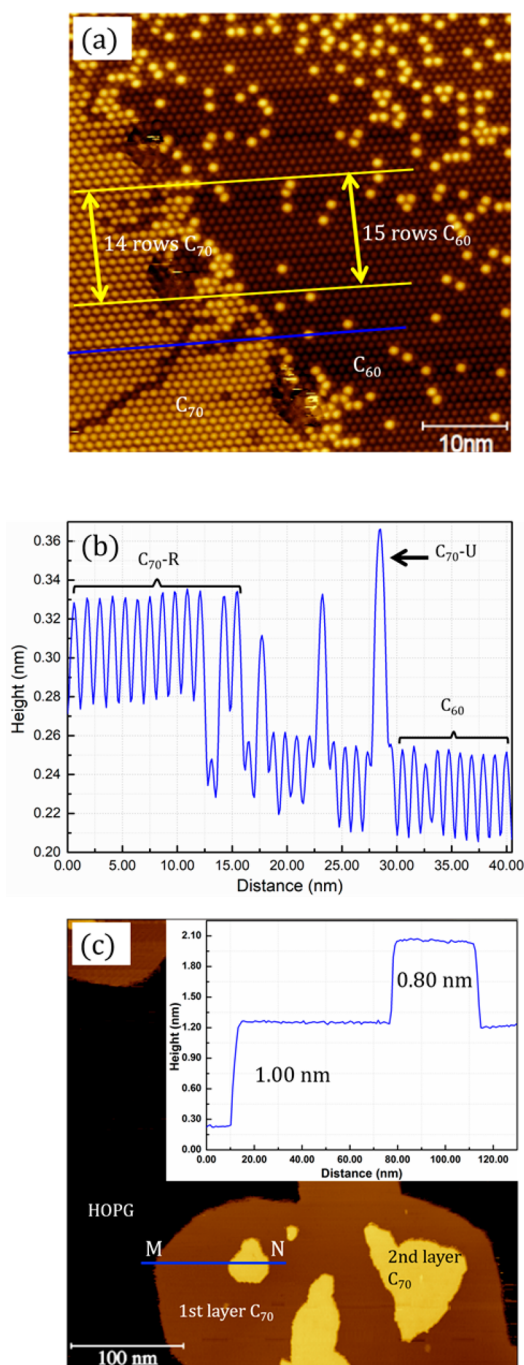 (a)
14 rows C₇₀
15 rows C₆₀
C₆₀
C₇₀
10nm
(b)
C₇₀-R
C₇₀-U
C₆₀
Height (nm)
0.36
0.34
0.32
0.30
0.28
0.26
0.24
0.22
0.20
0.00 5.00 10.00 15.00 20.00 25.00 30.00 35.00 40.00
Distance (nm)
(c)
2.10
1.80
1.50
1.20
0.90
0.60
0.30
0.00
Height (nm)
0.80 nm
1.00 nm
0.00 20.00 40.00 60.00 80.00 100.00 120.00
Distance (nm)
HOPG
M
N
2nd layer
C₇₀
1st layer C₇₀
100 nm